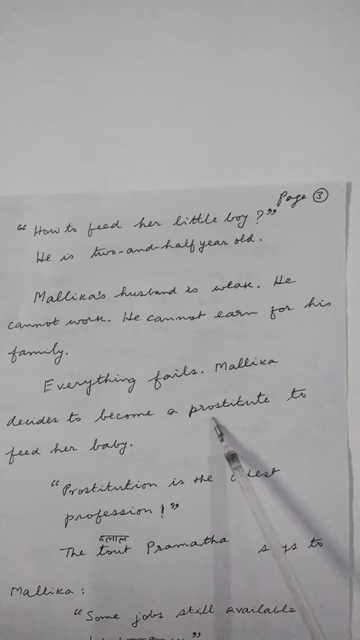 Page ③
"How to feed her little boy?"
He is two-and-half year old.
Mallika's husband is weak. He
cannot work. He cannot earn for his
family.
Everything fails. Mallika
decides to become a prostitute to
feed her baby.
"Prostitution is the
profession!"
দালাল
The tout Pramatha to
Mallika:
"Some jobs still available